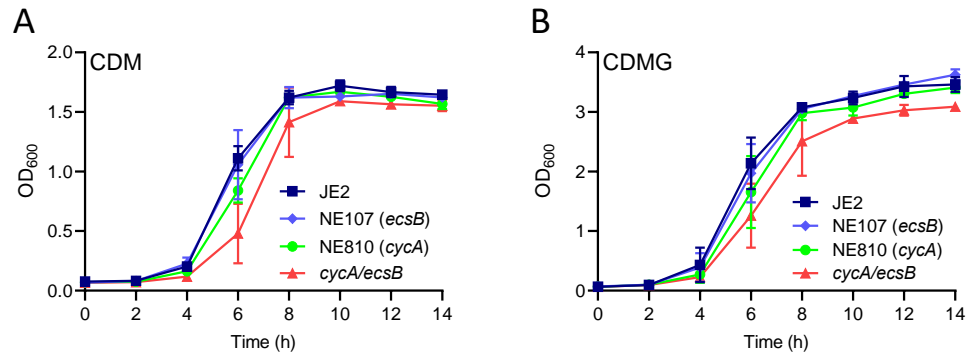 A
CDM
2.0
1.5
1.0
0.5
0.0
OD600
0 2 4 6 8 10 12 14
Time (h)
JE2
NE107 (ecsB)
NE810 (cycA)
cycA/ecsB
B
CDMG
4
3
2
1
0
OD600
0 2 4 6 8 10 12 14
Time (h)
JE2
NE107 (ecsB)
NE810 (cycA)
cycA/ecsB